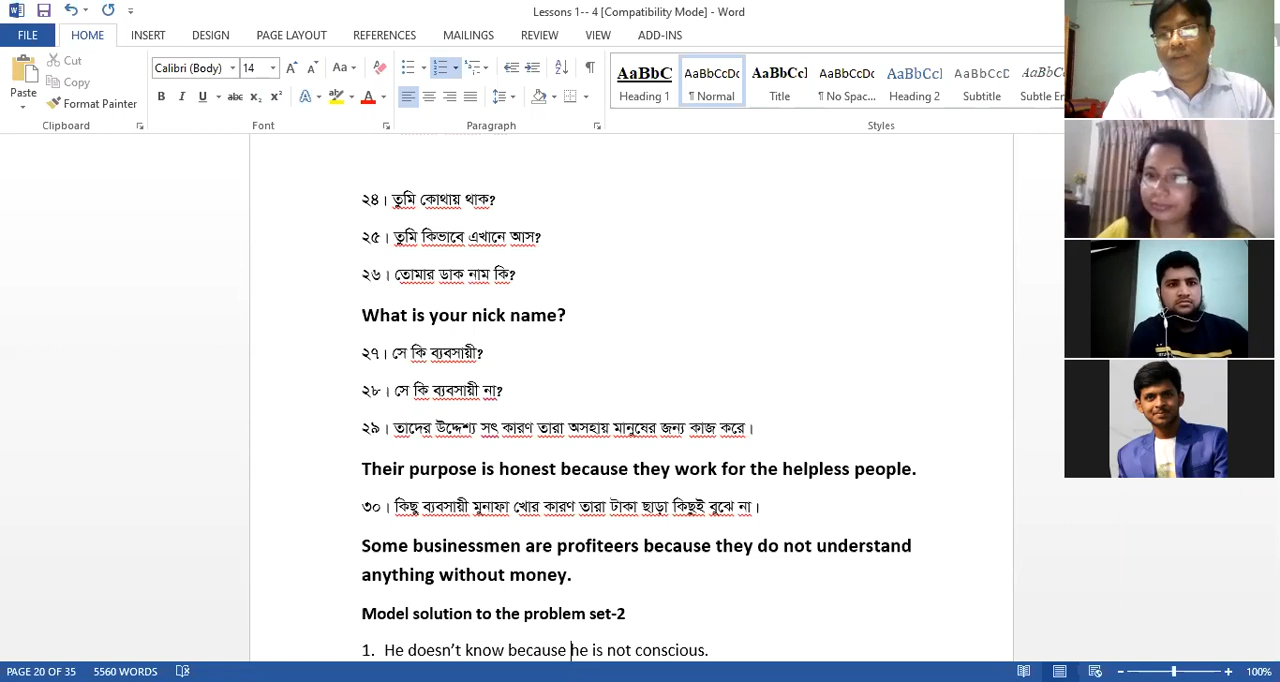 Lessons 1-- 4 [Compatibility Mode] - Word
FILE HOME INSERT DESIGN PAGE LAYOUT REFERENCES MAILINGS REVIEW VIEW ADD-INS
Cut
Copy
Format Painter
Paste
Calibri (Body) 14
Aa
B I U abc x₂ x² A A
AaBbC AaBbCcDc AaBbCc] AaBbCcDc AaBbCcI AaBbCcD AaBbCcD
Heading 1 ¶ Normal Title ¶ No Spac... Heading 2 Subtitle Subtle En
Clipboard Font Paragraph Styles
২৪। তুমি কোথায় থাক?
২৫। তুমি কিভাবে এখানে আস?
২৬। তোমার ডাক নাম কি?
What is your nick name?
২৭। সে কি ব্যবসায়ী?
২৮। সে কি ব্যবসায়ী না?
২৯। তাদের উদ্দেশ্য সৎ কারণ তারা অসহায় মানুষের জন্য কাজ করে।
Their purpose is honest because they work for the helpless people.
৩০। কিছু ব্যবসায়ী মুনাফা খোর কারণ তারা টাকা ছাড়া কিছুই বুঝে না।
Some businessmen are profiteers because they do not understand
anything without money.
Model solution to the problem set-2
1. He doesn’t know because he is not conscious.
PAGE 20 OF 35 5560 WORDS 100%